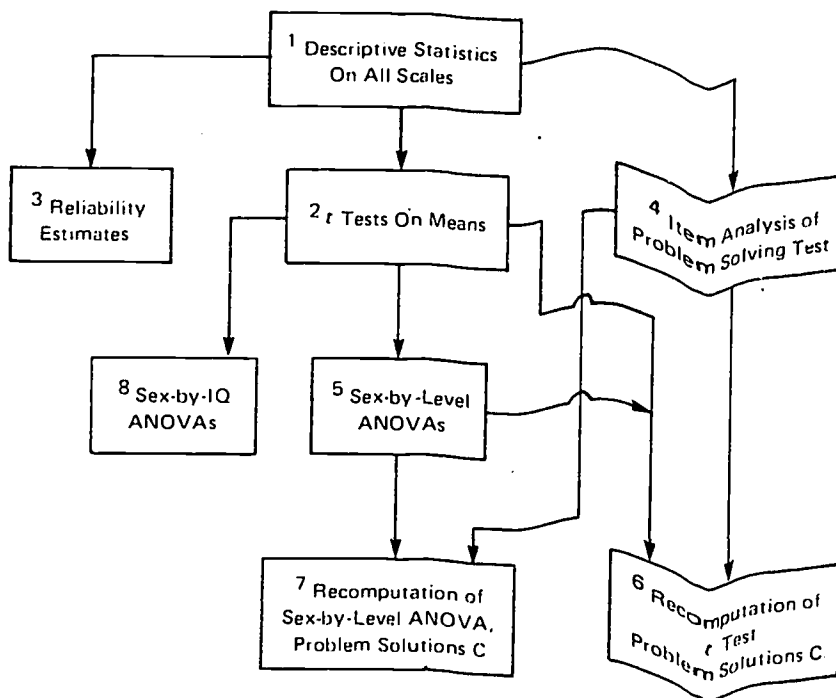 1 Descriptive Statistics
On All Scales
3 Reliability
Estimates
2 t Tests On Means
4 Item Analysis of
Problem Solving Test
8 Sex-by-IQ
ANOVAs
5 Sex-by-Level
ANOVAs
7 Recomputation of
Sex-by-Level ANOVA,
Problem Solutions C
6 Recomputation of
t Test
Problem Solutions C.